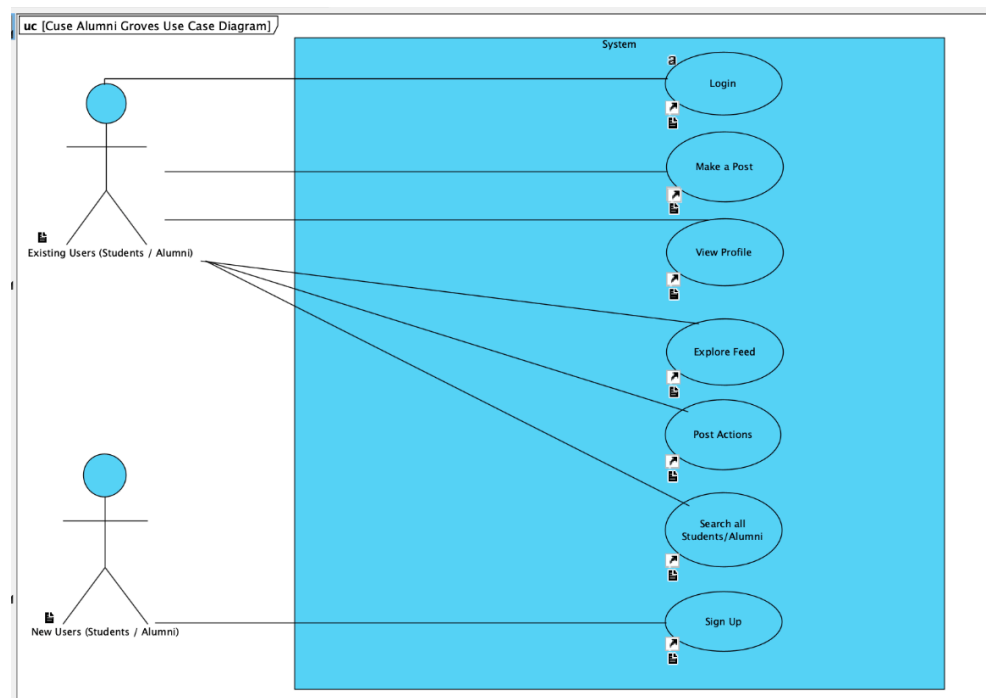 uc [Cuse Alumni Groves Use Case Diagram]
System
a
Login
Make a Post
View Profile
Existing Users (Students / Alumni)
Explore Feed
Post Actions
Search all
Students/Alumni
Sign Up
New Users (Students / Alumni)